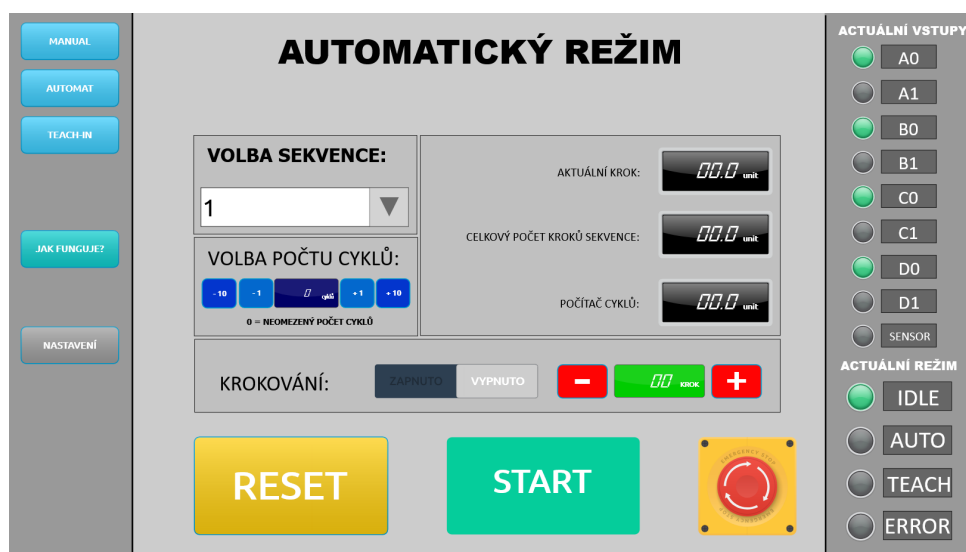 MANUAL
AUTOMAT
TEACH-IN
JAK FUNGUJE?
NASTAVENÍ
AUTOMATICKÝ REŽIM
VOLBA SEKVENCE:
1
VOLBA POČTU CYKLŮ:
-10 -1 0 cyklů +1 +10
0 = NEOMEZENÝ POČET CYKLŮ
AKTUÁLNÍ KROK: 00.0 unit
CELKOVÝ POČET KROKŮ SEKVENCE: 00.0 unit
POČÍTAČ CYKLŮ: 00.0 unit
KROKOVÁNÍ: ZAPNUTO VYPNUTO - 00 KROK +
RESET
START
EMERGENCY STOP
ACTUÁLNÍ VSTUPY
A0
A1
B0
B1
C0
C1
D0
D1
SENSOR
ACTUÁLNÍ REŽIM
IDLE
AUTO
TEACH
ERROR